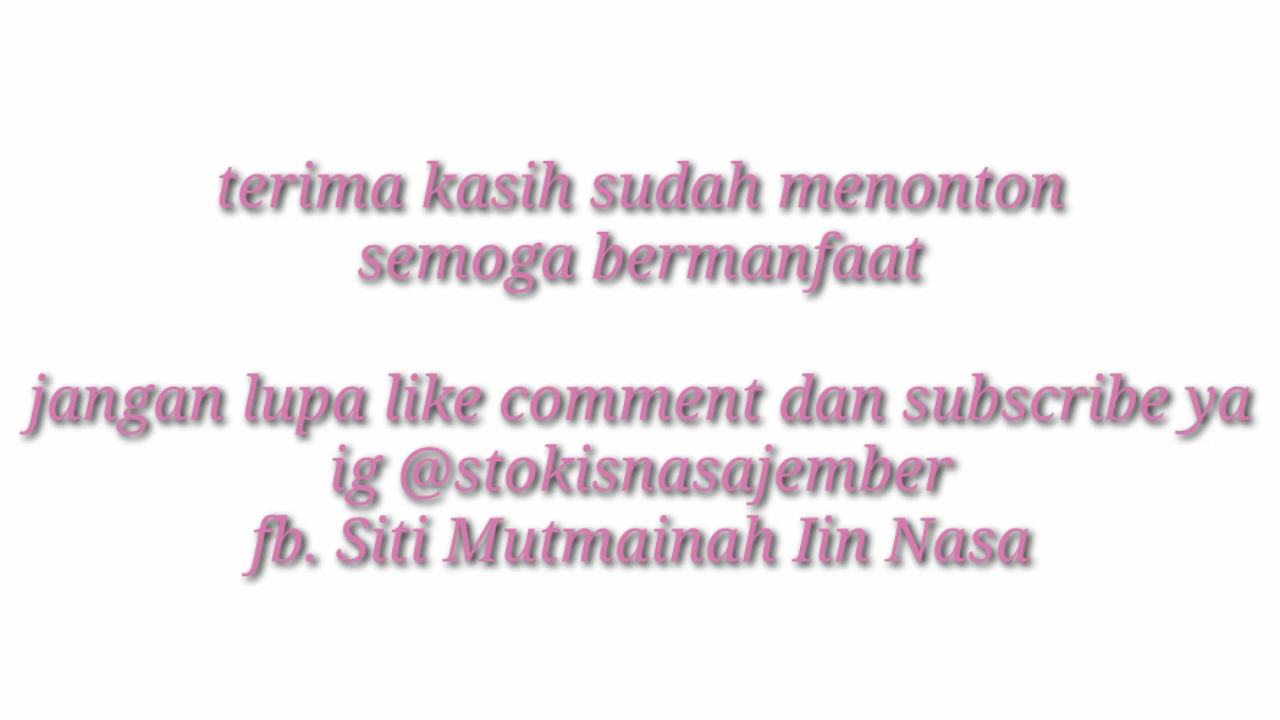 terima kasih sudah menonton
semoga bermanfaat
jangan lupa like comment dan subscribe ya
ig @stokisnasajember
fb. Siti Mutmainah Iin Nasa